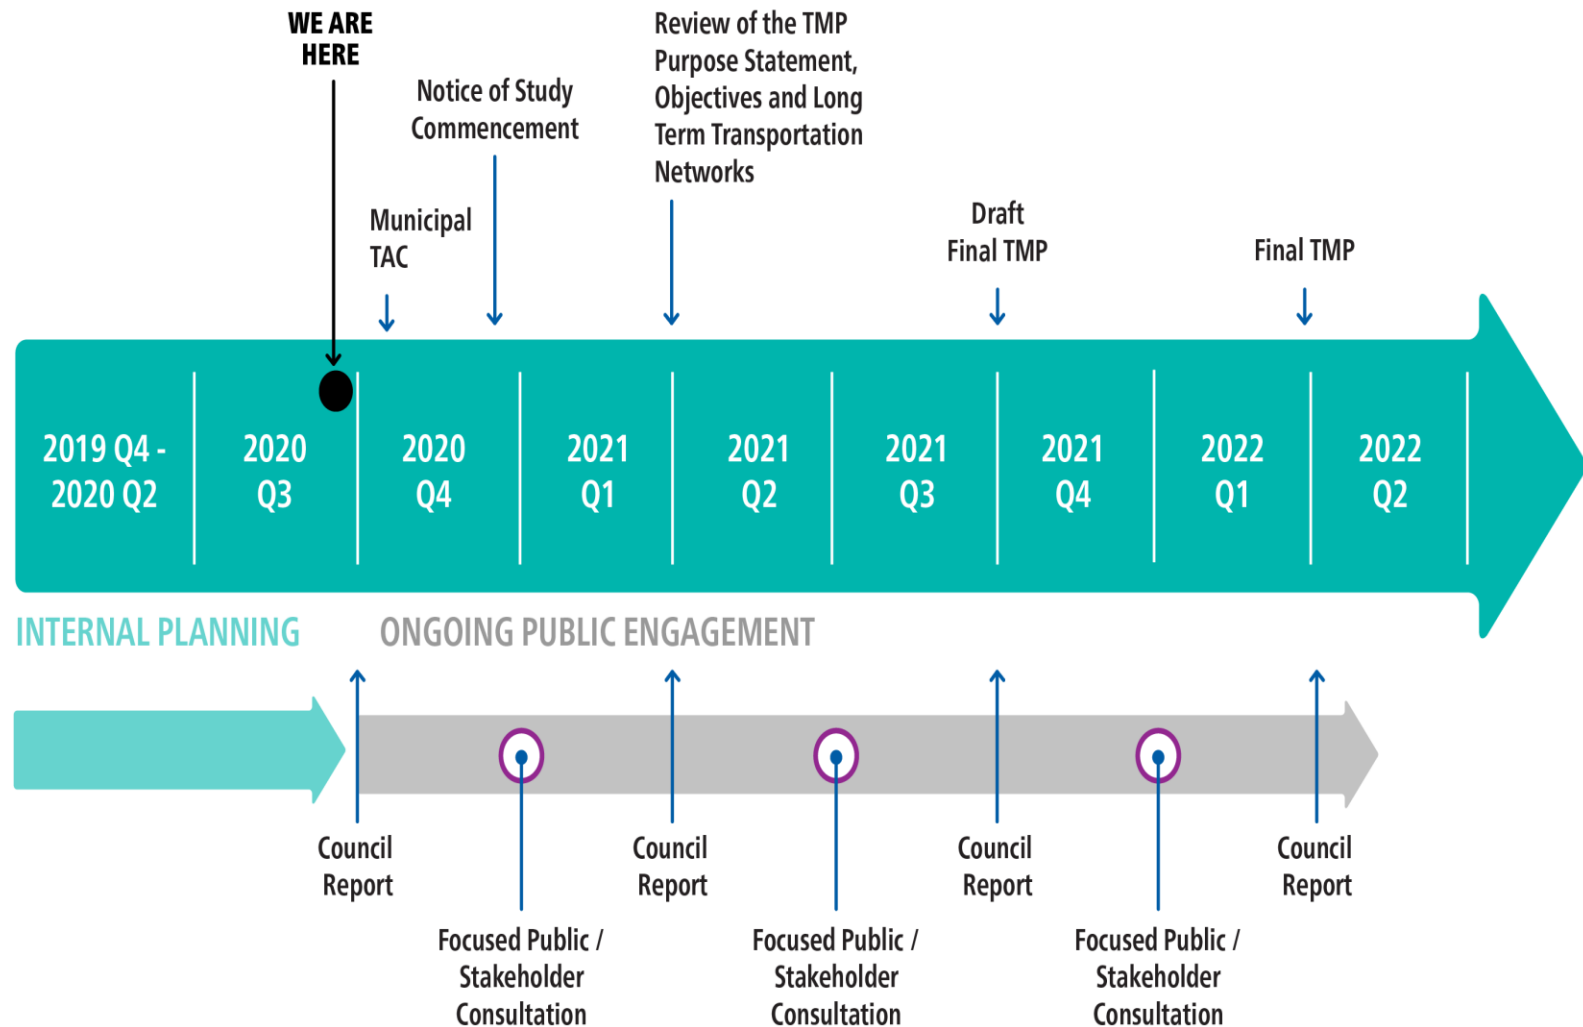 WE ARE
HERE
Notice of Study
Commencement
Review of the TMP
Purpose Statement,
Objectives and Long
Term Transportation
Networks
Municipal
TAC
Draft
Final TMP
Final TMP
2019 Q4 -
2020 Q2
2020
Q3
2020
Q4
2021
Q1
2021
Q2
2021
Q3
2021
Q4
2022
Q1
2022
Q2
INTERNAL PLANNING
ONGOING PUBLIC ENGAGEMENT
Council
Report
Council
Report
Council
Report
Council
Report
Focused Public /
Stakeholder
Consultation
Focused Public /
Stakeholder
Consultation
Focused Public /
Stakeholder
Consultation